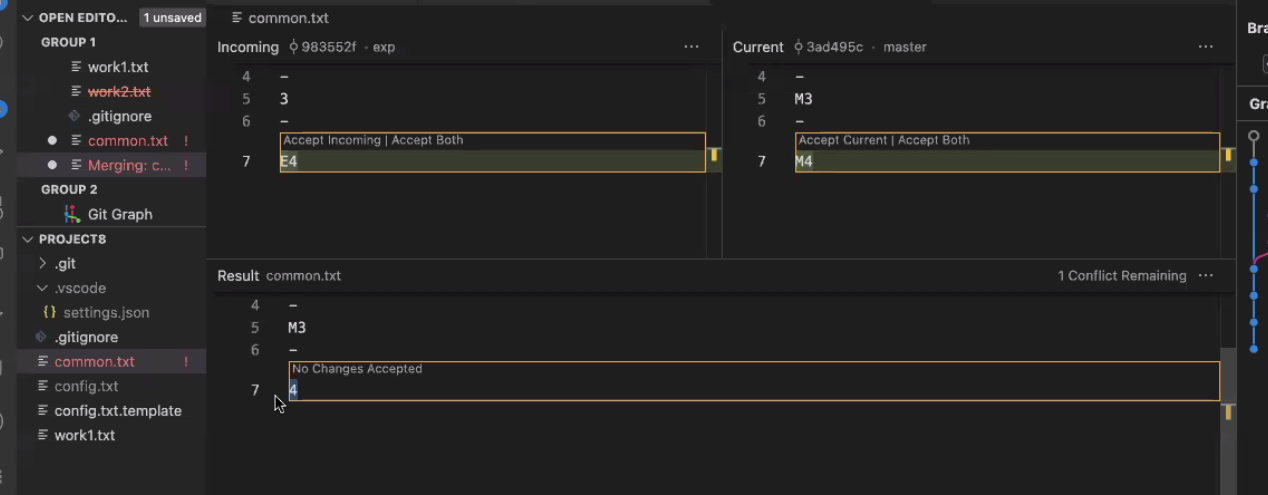 OPEN EDITO... 1 unsaved
GROUP 1
work1.txt
work2.txt
.gitignore
common.txt !
Merging: c... !
GROUP 2
Git Graph
PROJECT8
.git
.vscode
{} settings.json
.gitignore
common.txt !
config.txt
config.txt.template
work1.txt
common.txt
Incoming 983552f · exp ...
4 –
5 3
6 –
Accept Incoming | Accept Both
7 E4
Current 3ad495c · master ...
4 –
5 M3
6 –
Accept Current | Accept Both
7 M4
Result common.txt 1 Conflict Remaining ...
4 –
5 M3
6 –
No Changes Accepted
7 4